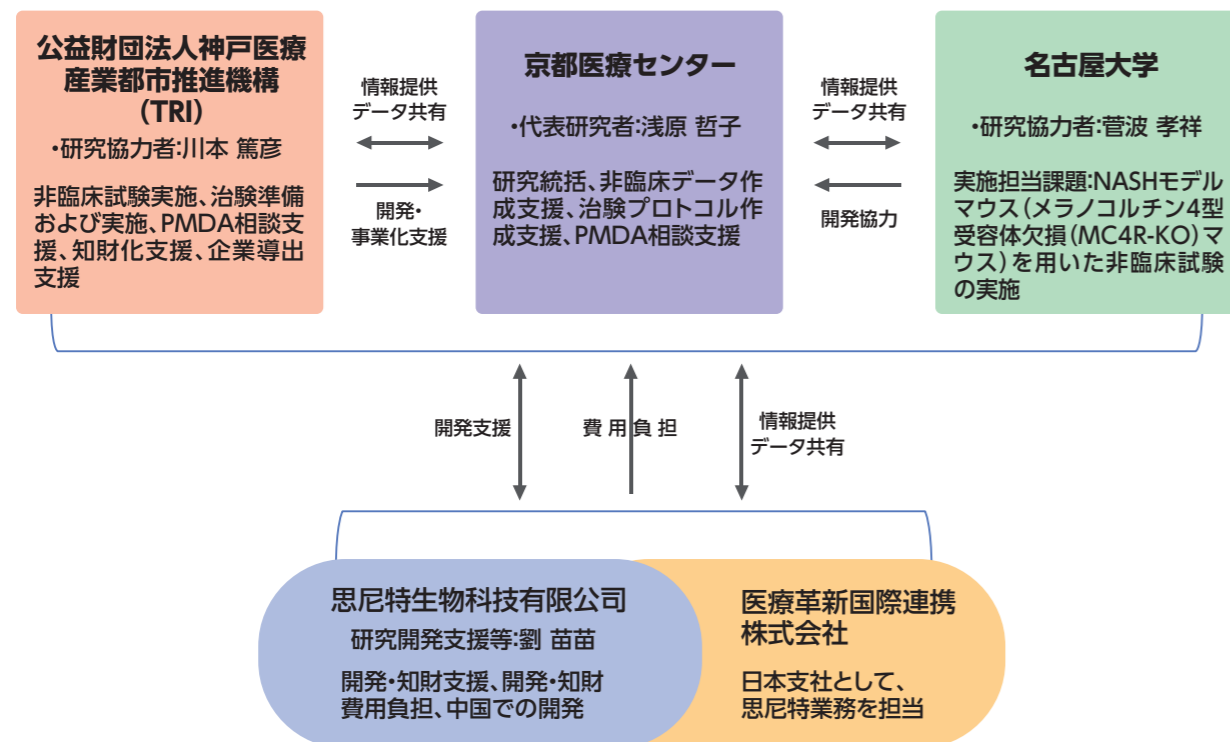 公益財団法人神戸医療
産業都市推進機構
(TRI)
・研究協力者:川本 篤彦
非臨床試験実施、治験準備
および実施、PMDA相談支
援、知財化支援、企業導出
支援
情報提供
データ共有
開発・
事業化支援
京都医療センター
・代表研究者:浅原 哲子
研究統括、非臨床データ作
成支援、治験プロトコル作
成支援、PMDA相談支援
情報提供
データ共有
開発協力
名古屋大学
・研究協力者:菅波 孝祥
実施担当課題:NASHモデル
マウス(メラノコルチン4型
受容体欠損(MC4R-KO)マ
ウス)を用いた非臨床試験
の実施
開発支援
費用負担
情報提供
データ共有
思尼特生物科技有限公司
研究開発支援等:劉 苗苗
開発・知財支援、開発・知財
費用負担、中国での開発
医療革新国際連携
株式会社
日本支社として、
思尼特業務を担当